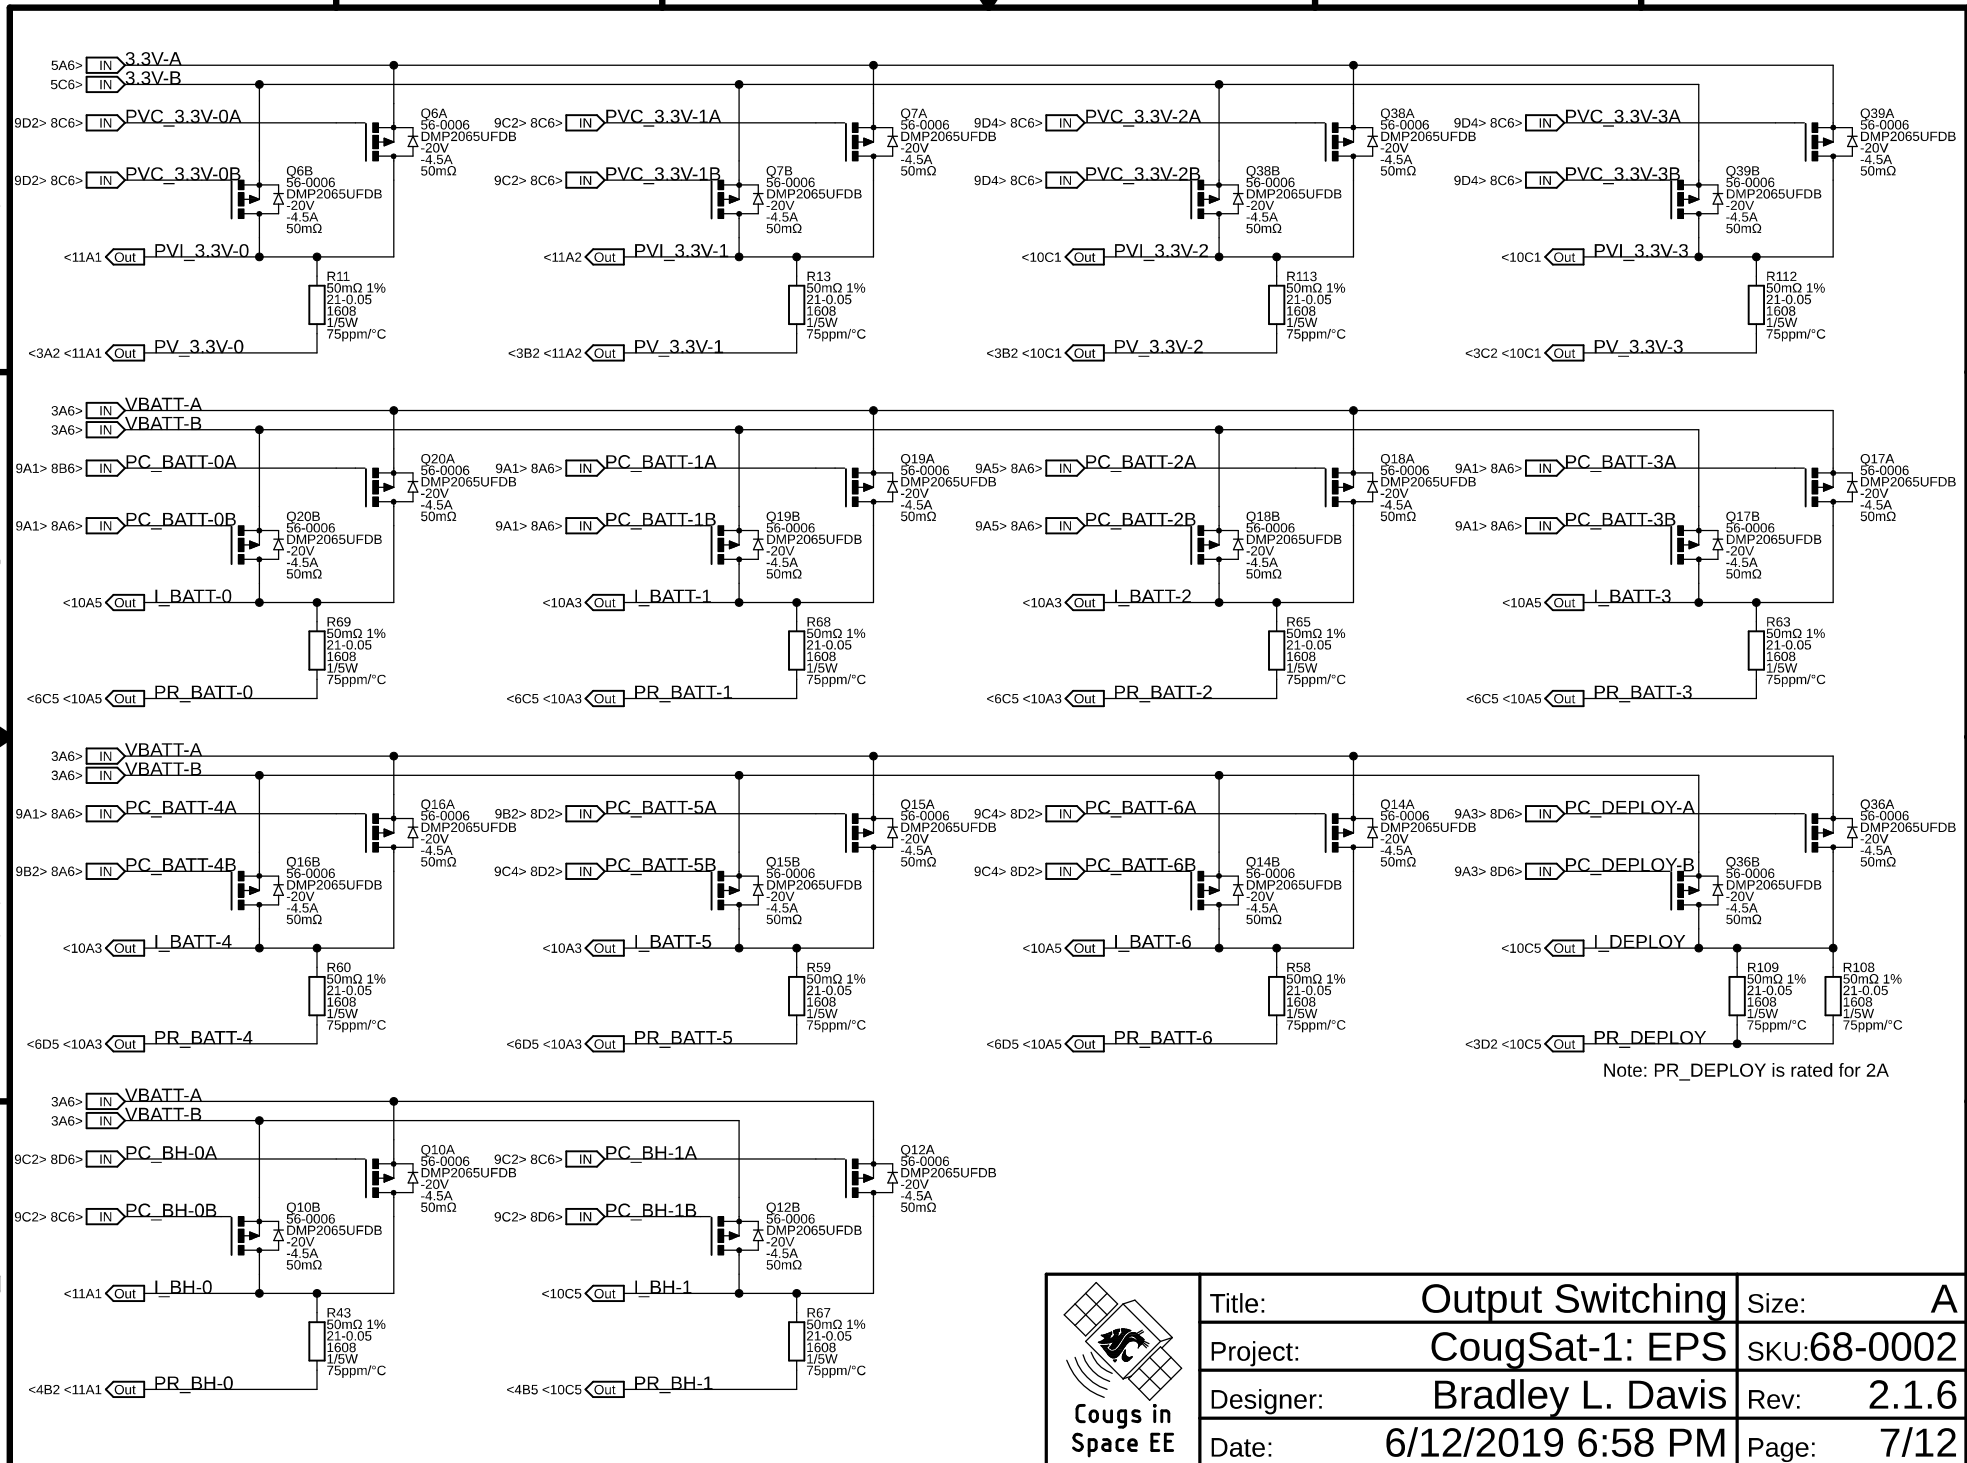 5A6> IN 3.3V-A
5C6> IN 3.3V-B
9D2> 8C6> IN PVC_3.3V-0A
Q6A
56-0006
DMP2065UFDB
-20V
-4.5A
50mΩ
9D2> 8C6> IN PVC_3.3V-0B
Q6B
56-0006
DMP2065UFDB
-20V
-4.5A
50mΩ
<11A1 Out PVI_3.3V-0
R11
50mΩ 1%
21-0.05
1608
1/5W
75ppm/°C
<3A2 <11A1 Out PV_3.3V-0
9C2> 8C6> IN PVC_3.3V-1A
Q7A
56-0006
DMP2065UFDB
-20V
-4.5A
50mΩ
9C2> 8C6> IN PVC_3.3V-1B
Q7B
56-0006
DMP2065UFDB
-20V
-4.5A
50mΩ
<11A2 Out PVI_3.3V-1
R13
50mΩ 1%
21-0.05
1608
1/5W
75ppm/°C
<3B2 <11A2 Out PV_3.3V-1
9D4> 8C6> IN PVC_3.3V-2A
Q38A
56-0006
DMP2065UFDB
-20V
-4.5A
50mΩ
9D4> 8C6> IN PVC_3.3V-2B
Q38B
56-0006
DMP2065UFDB
-20V
-4.5A
50mΩ
<10C1 Out PVI_3.3V-2
R113
50mΩ 1%
21-0.05
1608
1/5W
75ppm/°C
<3B2 <10C1 Out PV_3.3V-2
9D4> 8C6> IN PVC_3.3V-3A
Q39A
56-0006
DMP2065UFDB
-20V
-4.5A
50mΩ
9D4> 8C6> IN PVC_3.3V-3B
Q39B
56-0006
DMP2065UFDB
-20V
-4.5A
50mΩ
<10C1 Out PVI_3.3V-3
R112
50mΩ 1%
21-0.05
1608
1/5W
75ppm/°C
<3C2 <10C1 Out PV_3.3V-3
3A6> IN VBATT-A
3A6> IN VBATT-B
9A1> 8B6> IN PC_BATT-0A
Q20A
56-0006
DMP2065UFDB
-20V
-4.5A
50mΩ
9A1> 8A6> IN PC_BATT-0B
Q20B
56-0006
DMP2065UFDB
-20V
-4.5A
50mΩ
<10A5 Out I_BATT-0
R69
50mΩ 1%
21-0.05
1608
1/5W
75ppm/°C
<6C5 <10A5 Out PR_BATT-0
9A1> 8A6> IN PC_BATT-1A
Q19A
56-0006
DMP2065UFDB
-20V
-4.5A
50mΩ
9A1> 8A6> IN PC_BATT-1B
Q19B
56-0006
DMP2065UFDB
-20V
-4.5A
50mΩ
<10A3 Out I_BATT-1
R68
50mΩ 1%
21-0.05
1608
1/5W
75ppm/°C
<6C5 <10A3 Out PR_BATT-1
9A5> 8A6> IN PC_BATT-2A
Q18A
56-0006
DMP2065UFDB
-20V
-4.5A
50mΩ
9A5> 8A6> IN PC_BATT-2B
Q18B
56-0006
DMP2065UFDB
-20V
-4.5A
50mΩ
<10A3 Out I_BATT-2
R65
50mΩ 1%
21-0.05
1608
1/5W
75ppm/°C
<6C5 <10A3 Out PR_BATT-2
9A1> 8A6> IN PC_BATT-3A
Q17A
56-0006
DMP2065UFDB
-20V
-4.5A
50mΩ
9A1> 8A6> IN PC_BATT-3B
Q17B
56-0006
DMP2065UFDB
-20V
-4.5A
50mΩ
<10A5 Out I_BATT-3
R63
50mΩ 1%
21-0.05
1608
1/5W
75ppm/°C
<6C5 <10A5 Out PR_BATT-3
3A6> IN VBATT-A
3A6> IN VBATT-B
9A1> 8A6> IN PC_BATT-4A
Q16A
56-0006
DMP2065UFDB
-20V
-4.5A
50mΩ
9B2> 8A6> IN PC_BATT-4B
Q16B
56-0006
DMP2065UFDB
-20V
-4.5A
50mΩ
<10A3 Out I_BATT-4
R60
50mΩ 1%
21-0.05
1608
1/5W
75ppm/°C
<6D5 <10A3 Out PR_BATT-4
9B2> 8D2> IN PC_BATT-5A
Q15A
56-0006
DMP2065UFDB
-20V
-4.5A
50mΩ
9C4> 8D2> IN PC_BATT-5B
Q15B
56-0006
DMP2065UFDB
-20V
-4.5A
50mΩ
<10A3 Out I_BATT-5
R59
50mΩ 1%
21-0.05
1608
1/5W
75ppm/°C
<6D5 <10A3 Out PR_BATT-5
9C4> 8D2> IN PC_BATT-6A
Q14A
56-0006
DMP2065UFDB
-20V
-4.5A
50mΩ
9C4> 8D2> IN PC_BATT-6B
Q14B
56-0006
DMP2065UFDB
-20V
-4.5A
50mΩ
<10A5 Out I_BATT-6
R58
50mΩ 1%
21-0.05
1608
1/5W
75ppm/°C
<6D5 <10A5 Out PR_BATT-6
9A3> 8D6> IN PC_DEPLOY-A
Q36A
56-0006
DMP2065UFDB
-20V
-4.5A
50mΩ
9A3> 8D6> IN PC_DEPLOY-B
Q36B
56-0006
DMP2065UFDB
-20V
-4.5A
50mΩ
<10C5 Out I_DEPLOY
R109
50mΩ 1%
21-0.05
1608
1/5W
75ppm/°C
R108
50mΩ 1%
21-0.05
1608
1/5W
75ppm/°C
<3D2 <10C5 Out PR_DEPLOY
Note: PR_DEPLOY is rated for 2A
3A6> IN VBATT-A
3A6> IN VBATT-B
9C2> 8D6> IN PC_BH-0A
Q10A
56-0006
DMP2065UFDB
-20V
-4.5A
50mΩ
9C2> 8C6> IN PC_BH-0B
Q10B
56-0006
DMP2065UFDB
-20V
-4.5A
50mΩ
<11A1 Out I_BH-0
R43
50mΩ 1%
21-0.05
1608
1/5W
75ppm/°C
<4B2 <11A1 Out PR_BH-0
9C2> 8C6> IN PC_BH-1A
Q12A
56-0006
DMP2065UFDB
-20V
-4.5A
50mΩ
9C2> 8D6> IN PC_BH-1B
Q12B
56-0006
DMP2065UFDB
-20V
-4.5A
50mΩ
<10C5 Out I_BH-1
R67
50mΩ 1%
21-0.05
1608
1/5W
75ppm/°C
<4B5 <10C5 Out PR_BH-1
Cougs in
Space EE
Title: Output Switching Size: A
Project: CougSat-1: EPS SKU:68-0002
Designer: Bradley L. Davis Rev: 2.1.6
Date: 6/12/2019 6:58 PM Page: 7/12